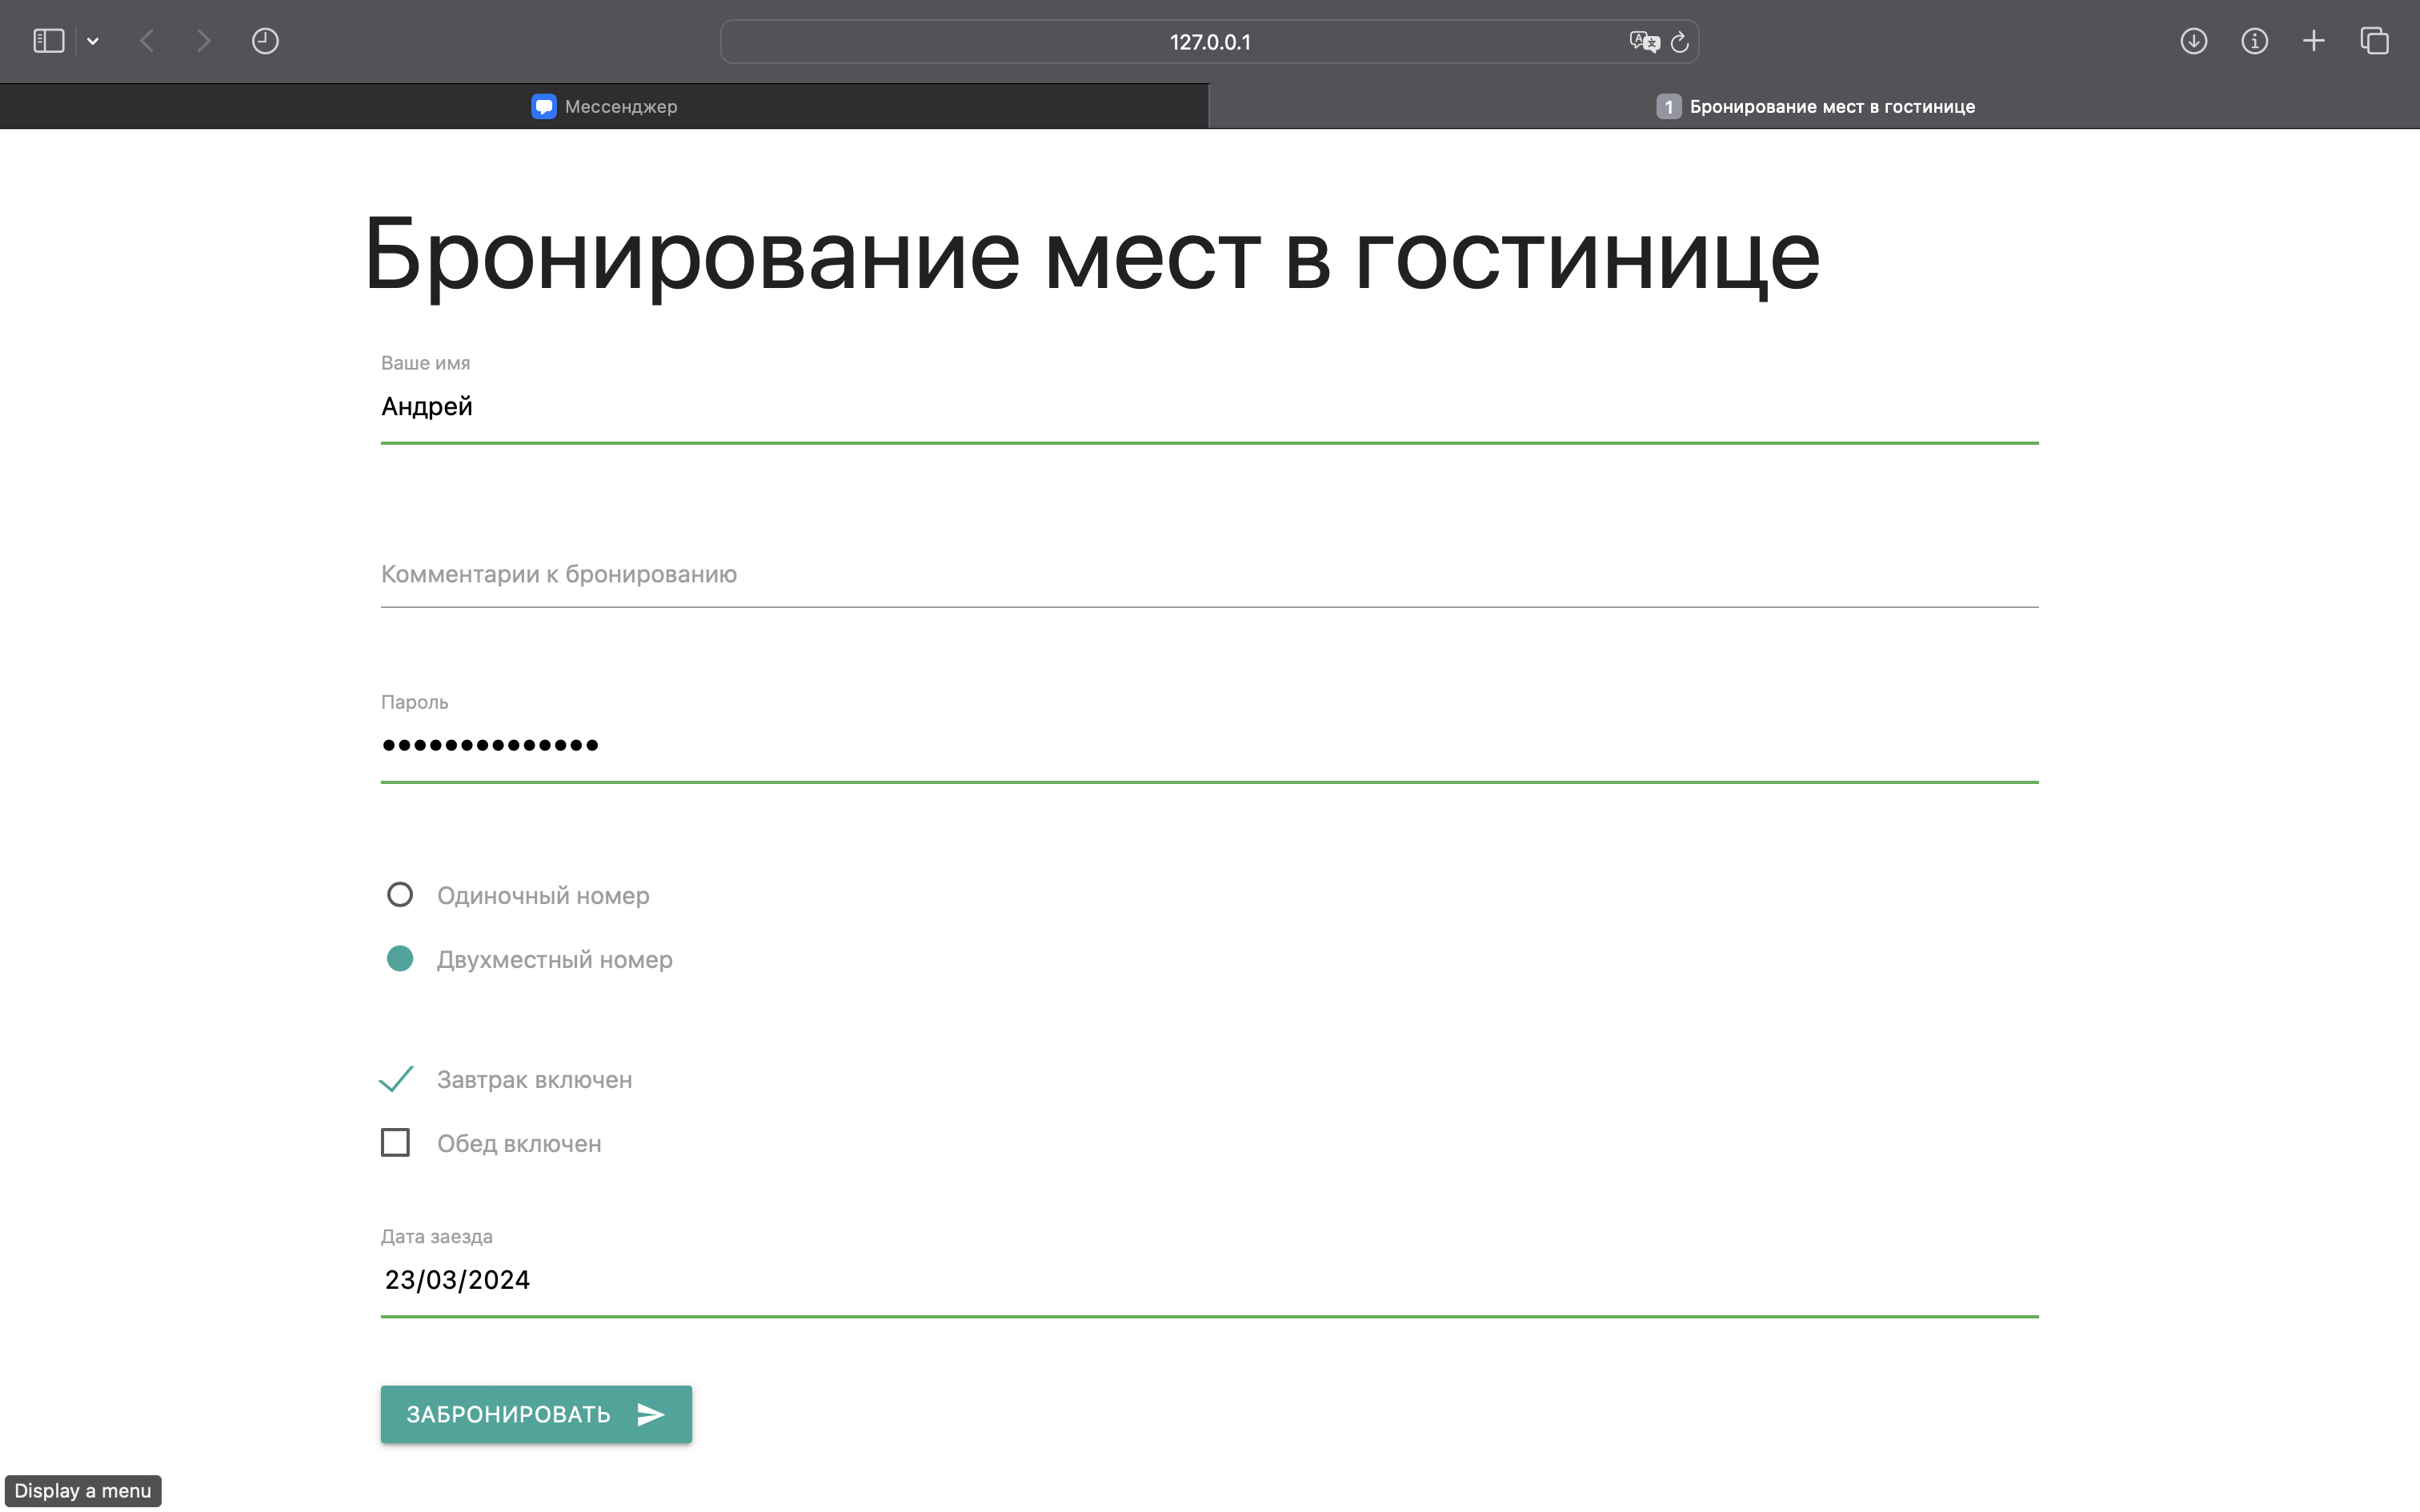 127.0.0.1
Мессенджер
1 Бронирование мест в гостинице
Бронирование мест в гостинице
Ваше имя
Андрей
Комментарии к бронированию
Пароль
••••••••••••••
Одиночный номер
Двухместный номер
Завтрак включен
Обед включен
Дата заезда
23/03/2024
ЗАБРОНИРОВАТЬ
Display a menu